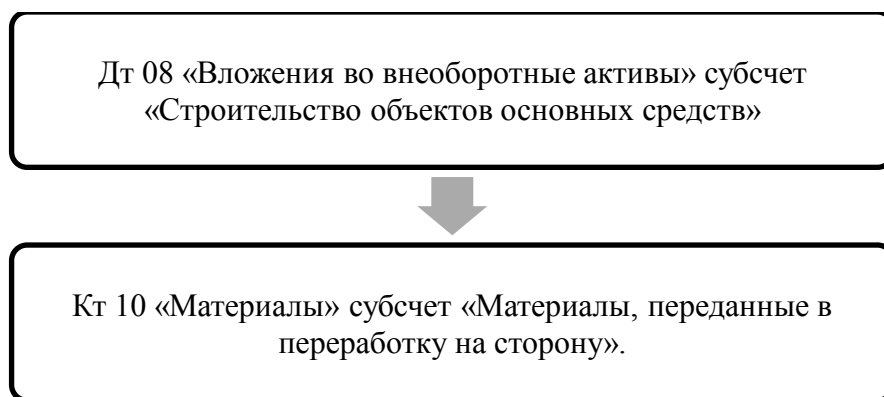 Дт 08 «Вложения во внеоборотные активы» субсчет
«Строительство объектов основных средств»
Кт 10 «Материалы» субсчет «Материалы, переданные в
переработку на сторону».